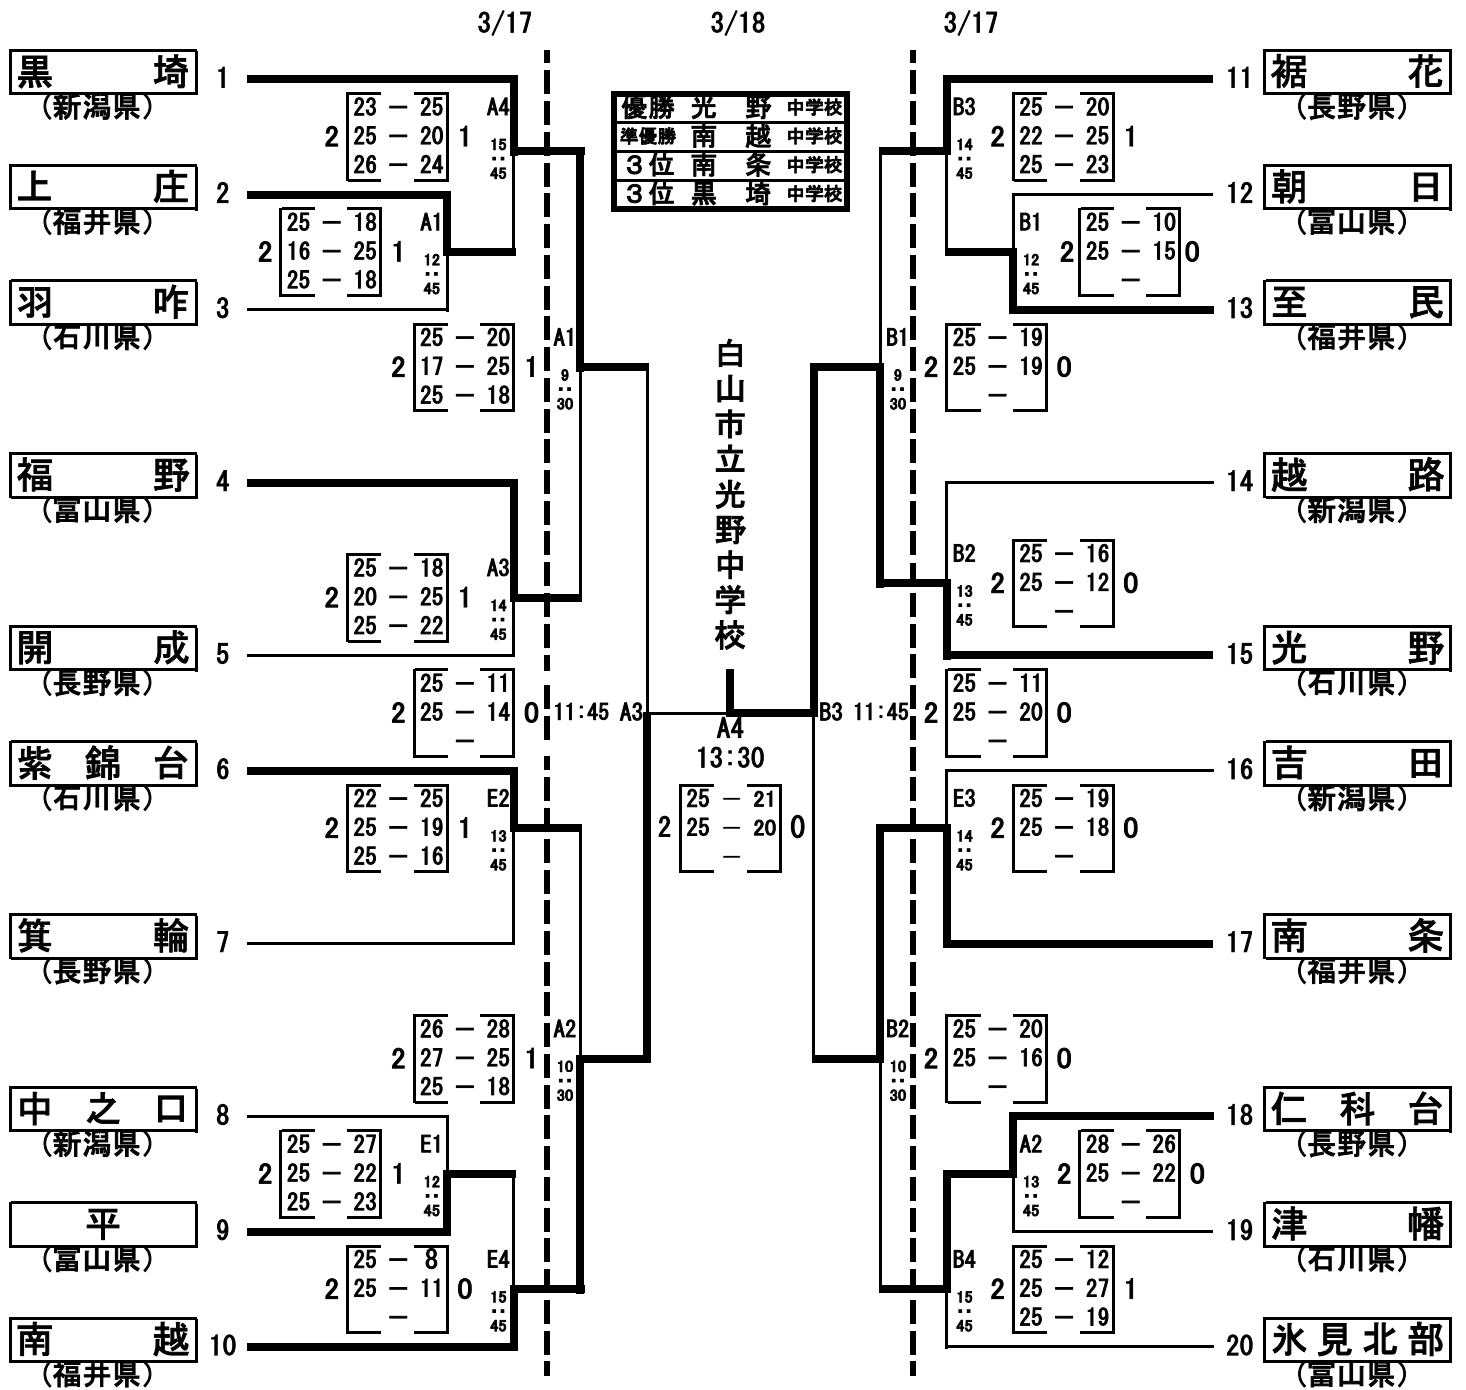 3/17
3/18
3/17
黒埼 1
(新潟県)
上庄 2
(福井県)
羽咋 3
(石川県)
福野 4
(富山県)
開成 5
(長野県)
紫錦台 6
(石川県)
箕輪 7
(長野県)
中之口 8
(新潟県)
平 9
(富山県)
南越 10
(福井県)
A4
15:45
2 1
23 − 25
25 − 20
26 − 24
A1
12:45
2 1
25 − 18
16 − 25
25 − 18
A1
9:30
2 1
25 − 20
17 − 25
25 − 18
A3
14:45
2 1
25 − 18
20 − 25
25 − 22
11:45 A3
2 0
25 − 11
25 − 14
−
E2
13:45
2 1
22 − 25
25 − 19
25 − 16
A2
10:30
2 1
26 − 28
27 − 25
25 − 18
E1
12:45
2 1
25 − 27
25 − 22
25 − 23
E4
15:45
2 0
25 − 8
25 − 11
−
優勝 光野 中学校
準優勝 南越 中学校
3位 南条 中学校
3位 黒埼 中学校
白山市立光野中学校
A4
13:30
2 0
25 − 21
25 − 20
−
B3
14:45
2 1
25 − 20
22 − 25
25 − 23
B1
12:45
2 0
25 − 10
25 − 15
−
B1
9:30
2 0
25 − 19
25 − 19
−
B2
13:45
2 0
25 − 16
25 − 12
−
B3 11:45
2 0
25 − 11
25 − 20
−
E3
14:45
2 0
25 − 19
25 − 18
−
B2
10:30
2 0
25 − 20
25 − 16
−
A2
13:45
2 0
28 − 26
25 − 22
−
B4
15:45
2 1
25 − 12
25 − 27
25 − 19
11 裾花
(長野県)
12 朝日
(富山県)
13 至民
(福井県)
14 越路
(新潟県)
15 光野
(石川県)
16 吉田
(新潟県)
17 南条
(福井県)
18 仁科台
(長野県)
19 津幡
(石川県)
20 氷見北部
(富山県)